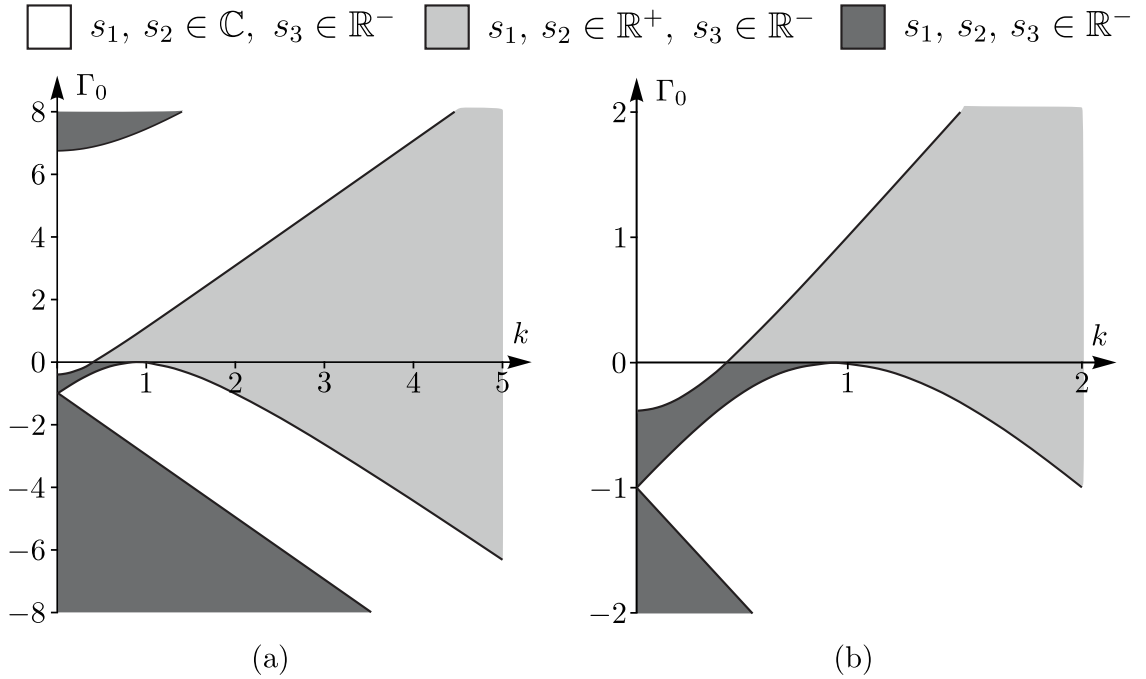 s₁, s₂ ∈ ℂ, s₃ ∈ ℝ⁻ s₁, s₂ ∈ ℝ⁺, s₃ ∈ ℝ⁻ s₁, s₂, s₃ ∈ ℝ⁻
Γ₀
8
6
4
2
0
−2
−4
−6
−8
1 2 3 4 5
k
(a)
Γ₀
2
1
0
−1
−2
1 2
k
(b)